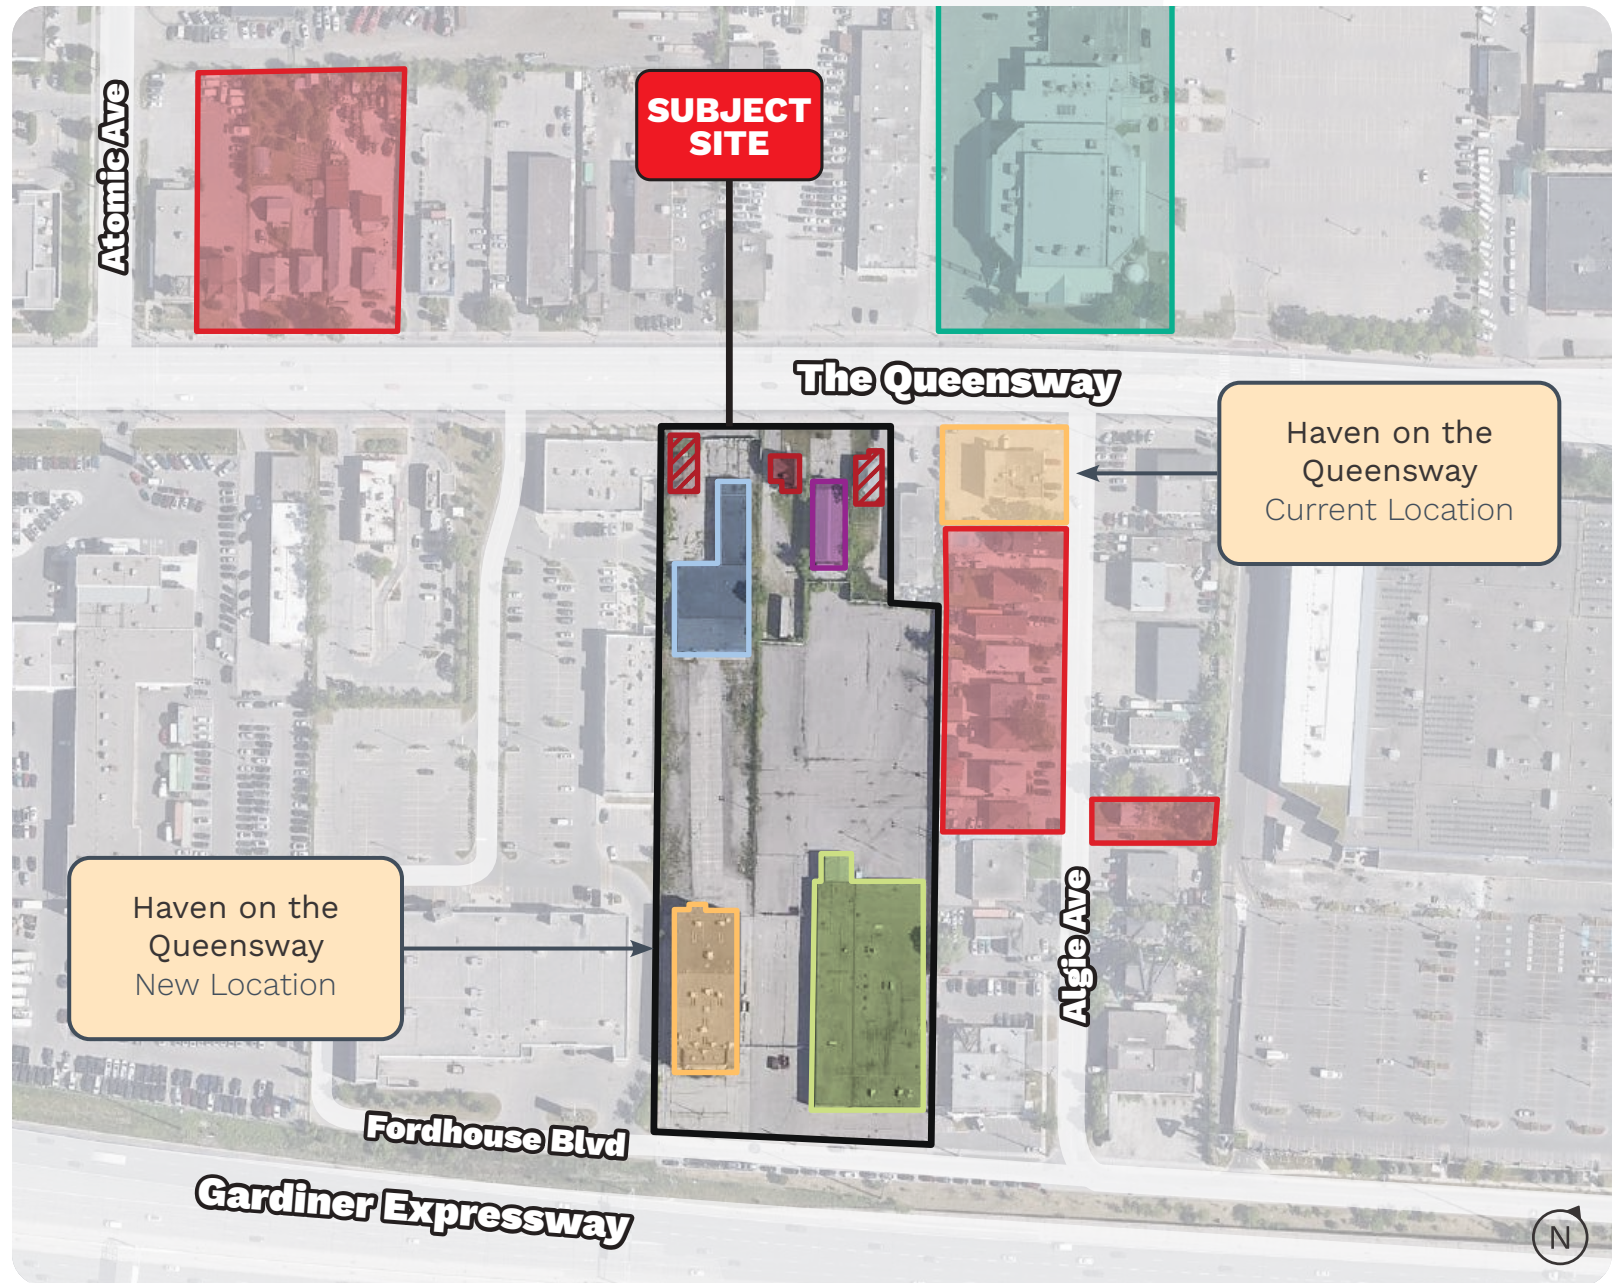 Atomic Ave
SUBJECT
SITE
The Queensway
Haven on the
Queensway
Current Location
Haven on the
Queensway
New Location
Algie Ave
Fordhouse Blvd
Gardiner Expressway
N